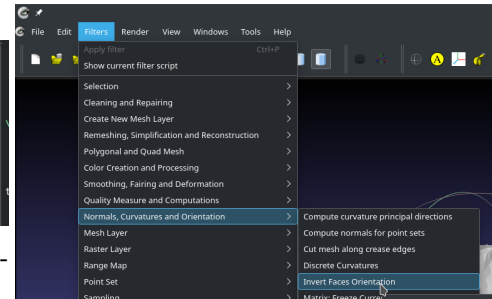 File Edit Filters Render View Windows Tools Help
Apply filter Ctrl+P
Show current filter script
Selection
Cleaning and Repairing
Create New Mesh Layer
Remeshing, Simplification and Reconstruction
Polygonal and Quad Mesh
Color Creation and Processing
Smoothing, Fairing and Deformation
Quality Measure and Computations
Normals, Curvatures and Orientation
Mesh Layer
Raster Layer
Range Map
Point Set
Sampling
Compute curvature principal directions
Compute normals for point sets
Cut mesh along crease edges
Discrete Curvatures
Invert Faces Orientation
Matrix: Freeze